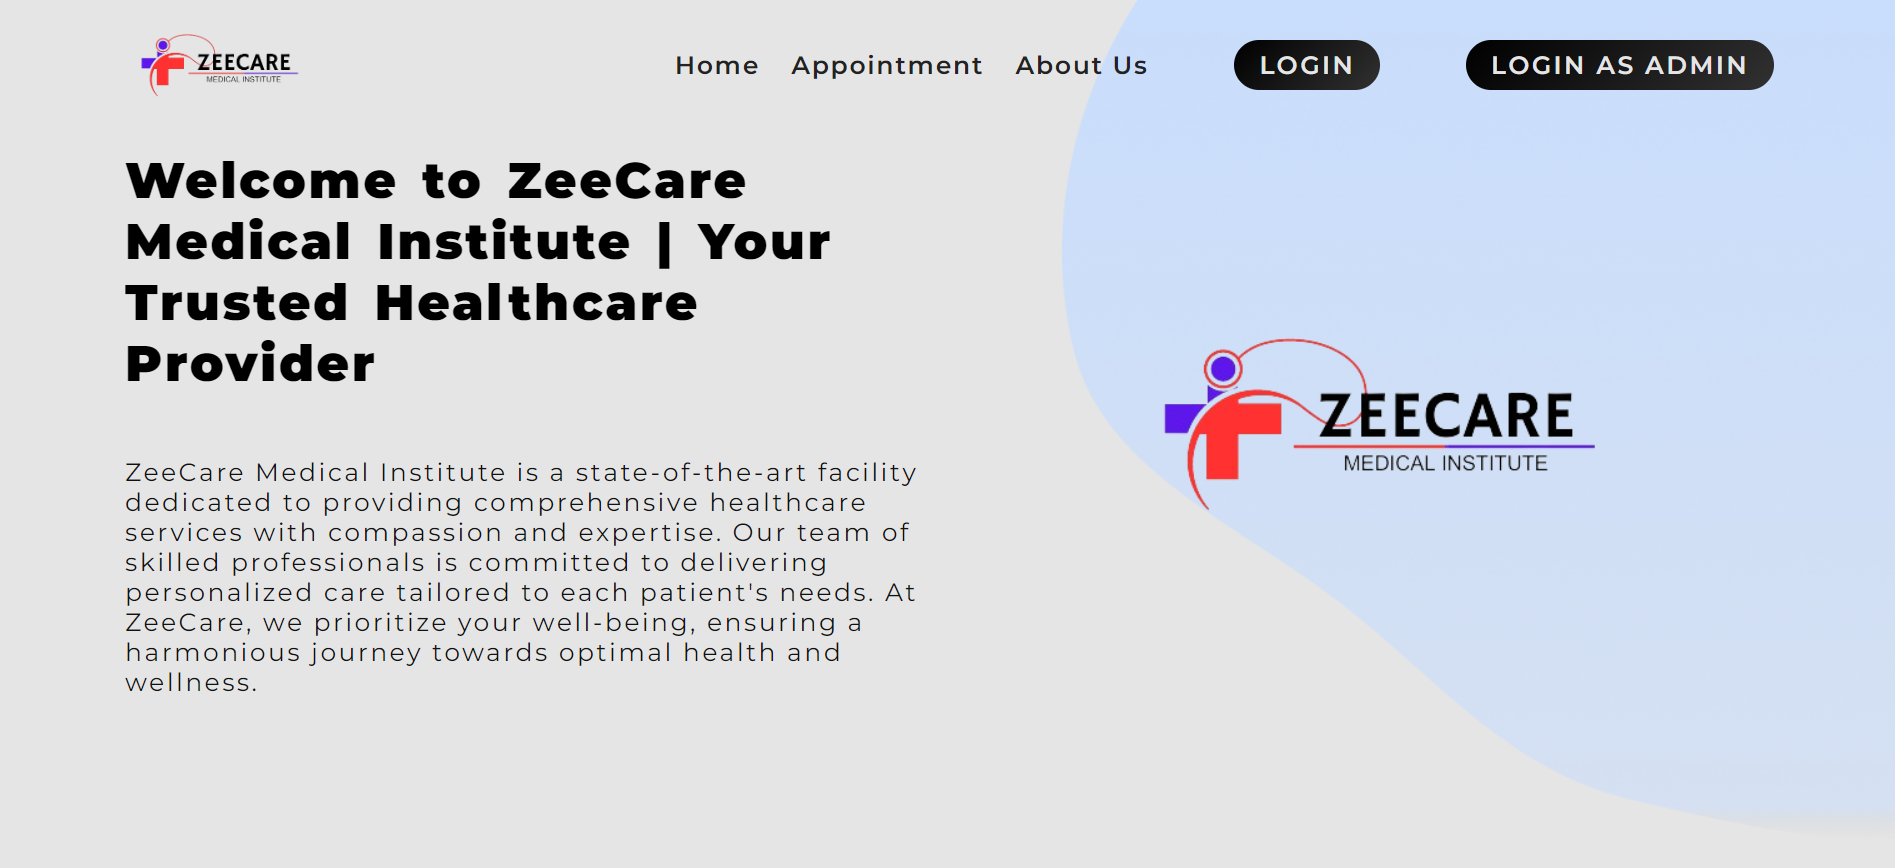 ZEECARE
MEDICAL INSTITUTE
Home Appointment About Us LOGIN LOGIN AS ADMIN
Welcome to ZeeCare
Medical Institute | Your
Trusted Healthcare
Provider
ZeeCare Medical Institute is a state-of-the-art facility
dedicated to providing comprehensive healthcare
services with compassion and expertise. Our team of
skilled professionals is committed to delivering
personalized care tailored to each patient's needs. At
ZeeCare, we prioritize your well-being, ensuring a
harmonious journey towards optimal health and
wellness.
ZEECARE
MEDICAL INSTITUTE